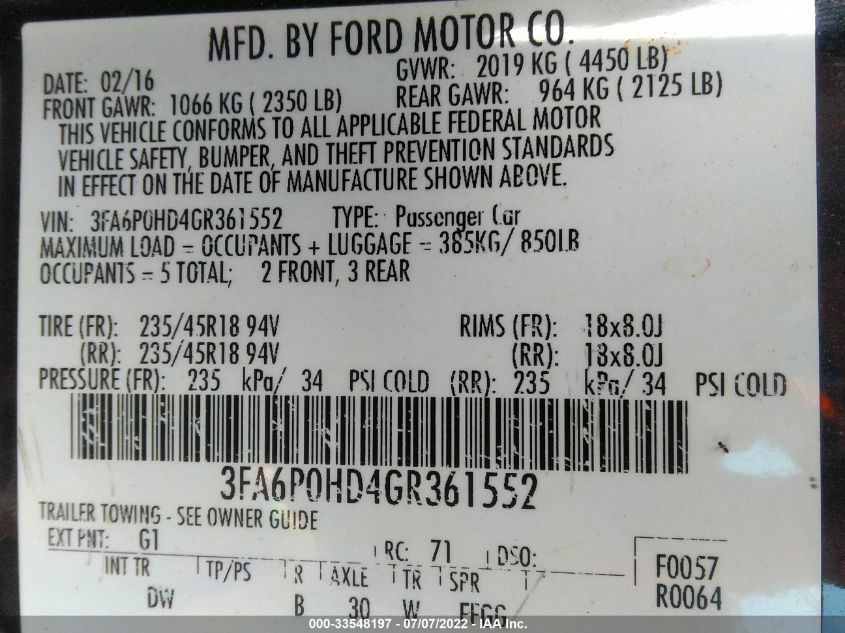 MFD. BY FORD MOTOR CO.
DATE: 02/16 GVWR: 2019 KG ( 4450 LB)
FRONT GAWR: 1066 KG ( 2350 LB) REAR GAWR: 964 KG ( 2125 LB)
THIS VEHICLE CONFORMS TO ALL APPLICABLE FEDERAL MOTOR
VEHICLE SAFETY, BUMPER, AND THEFT PREVENTION STANDARDS
IN EFFECT ON THE DATE OF MANUFACTURE SHOWN ABOVE.
VIN: 3FA6P0HD4GR361552 TYPE: Passenger Car
MAXIMUM LOAD = OCCUPANTS + LUGGAGE = 385KG/ 850LB
OCCUPANTS = 5 TOTAL; 2 FRONT, 3 REAR
TIRE (FR): 235/45R18 94V RIMS (FR): 18x8.0J
(RR): 235/45R18 94V (RR): 18x8.0J
PRESSURE (FR): 235 kPa/ 34 PSI COLD (RR): 235 kPa/ 34 PSI COLD
3FA6P0HD4GR361552
TRAILER TOWING - SEE OWNER GUIDE
EXT PNT: G1 RC: 71 DSO:
INT TR TP/PS R AXLE TR SPR T F0057
DW B 30 W R0064
000-33548197 - 07/07/2022 - IAA Inc.